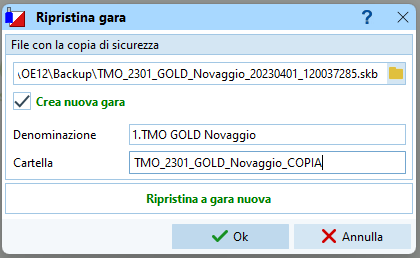 Ripristina gara
?
File con la copia di sicurezza
\OE12\Backup\TMO_2301_GOLD_Novaggio_20230401_120037285.skb
Crea nuova gara
Denominazione 1.TMO GOLD Novaggio
Cartella TMO_2301_GOLD_Novaggio_COPIA
Ripristina a gara nuova
Ok Annulla